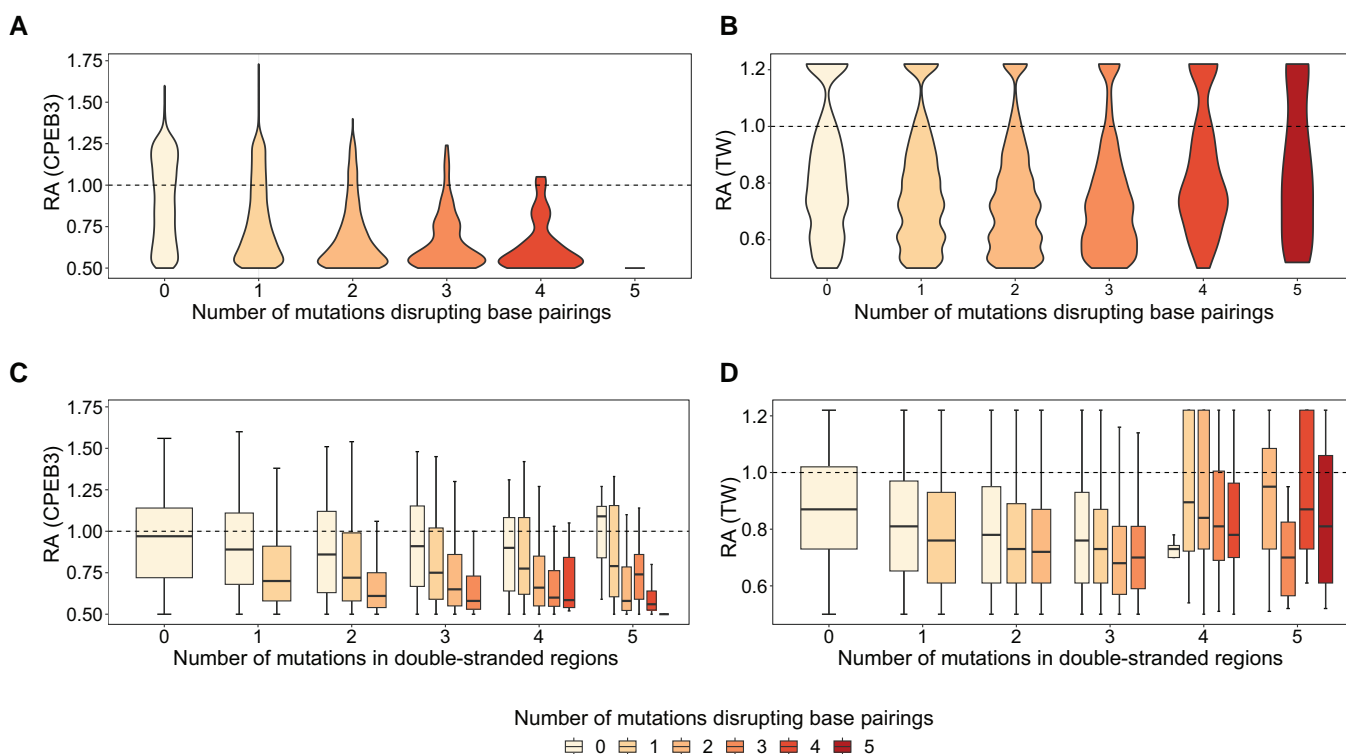 A
B
RA (CPEB3)
1.75
1.50
1.25
1.00
0.75
0.50
0 1 2 3 4 5
Number of mutations disrupting base pairings
RA (TW)
1.2
1.0
0.8
0.6
0 1 2 3 4 5
Number of mutations disrupting base pairings
C
D
RA (CPEB3)
1.75
1.50
1.25
1.00
0.75
0.50
0 1 2 3 4 5
Number of mutations in double-stranded regions
RA (TW)
1.2
1.0
0.8
0.6
0 1 2 3 4 5
Number of mutations in double-stranded regions
Number of mutations disrupting base pairings
0 1 2 3 4 5